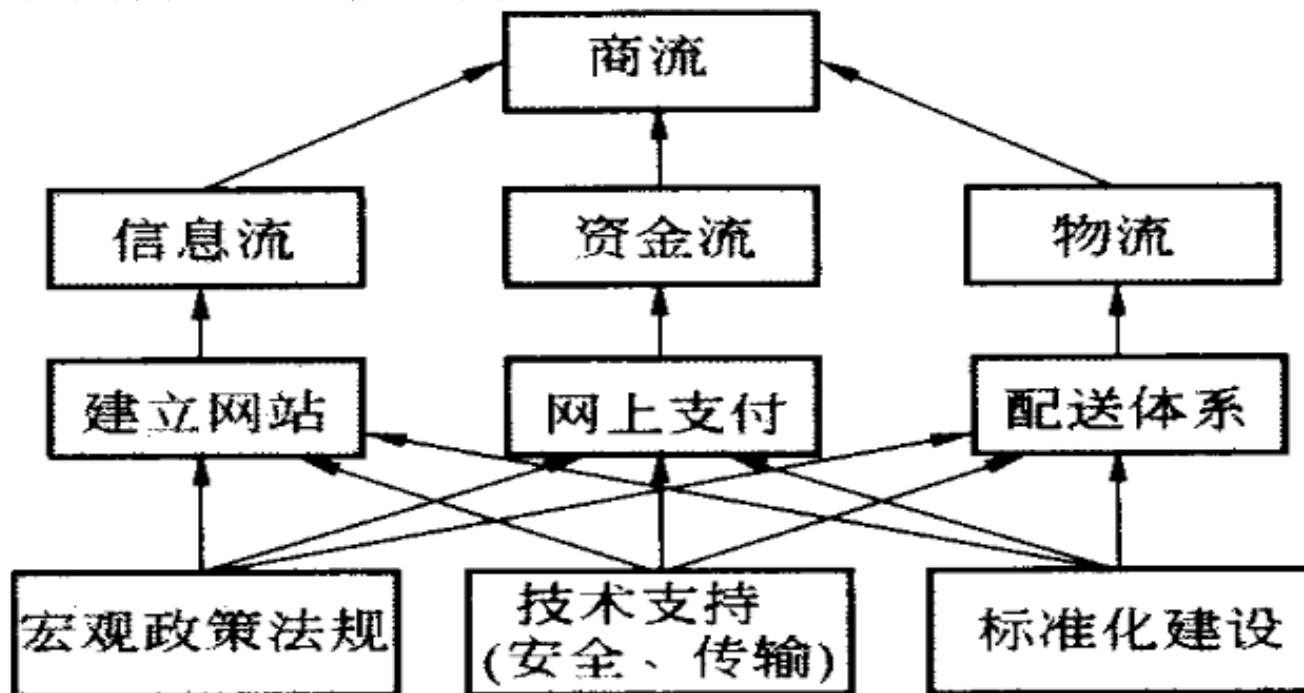 商流
信息流
资金流
物流
建立网站
网上支付
配送体系
宏观政策法规
技术支持
(安全、传输)
标准化建设